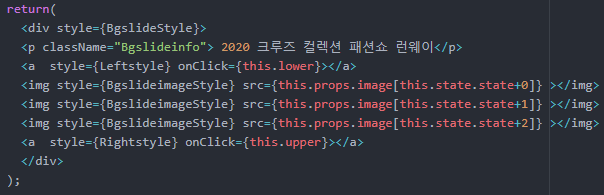 return(
<div style={BgslideStyle}>
<p className="Bgslideinfo"> 2020 크루즈 컬렉션 패션쇼 런웨이</p>
<a  style={Leftstyle} onClick={this.lower}></a>
<img style={BgslideimageStyle} src={this.props.image[this.state.state+0]} ></img>
<img style={BgslideimageStyle} src={this.props.image[this.state.state+1]} ></img>
<img style={BgslideimageStyle} src={this.props.image[this.state.state+2]} ></img>
<a  style={Rightstyle} onClick={this.upper}></a>
</div>
);